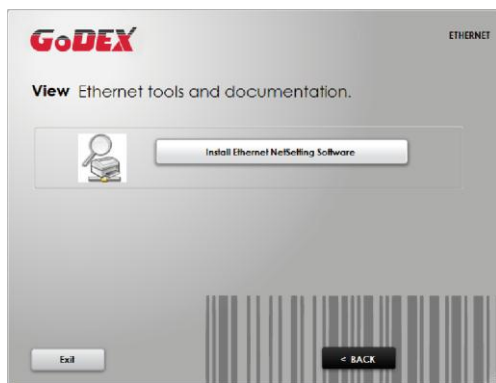 GoDEX
ETHERNET
View Ethernet tools and documentation.
Install Ethernet NetSetting Software
Exit
< BACK